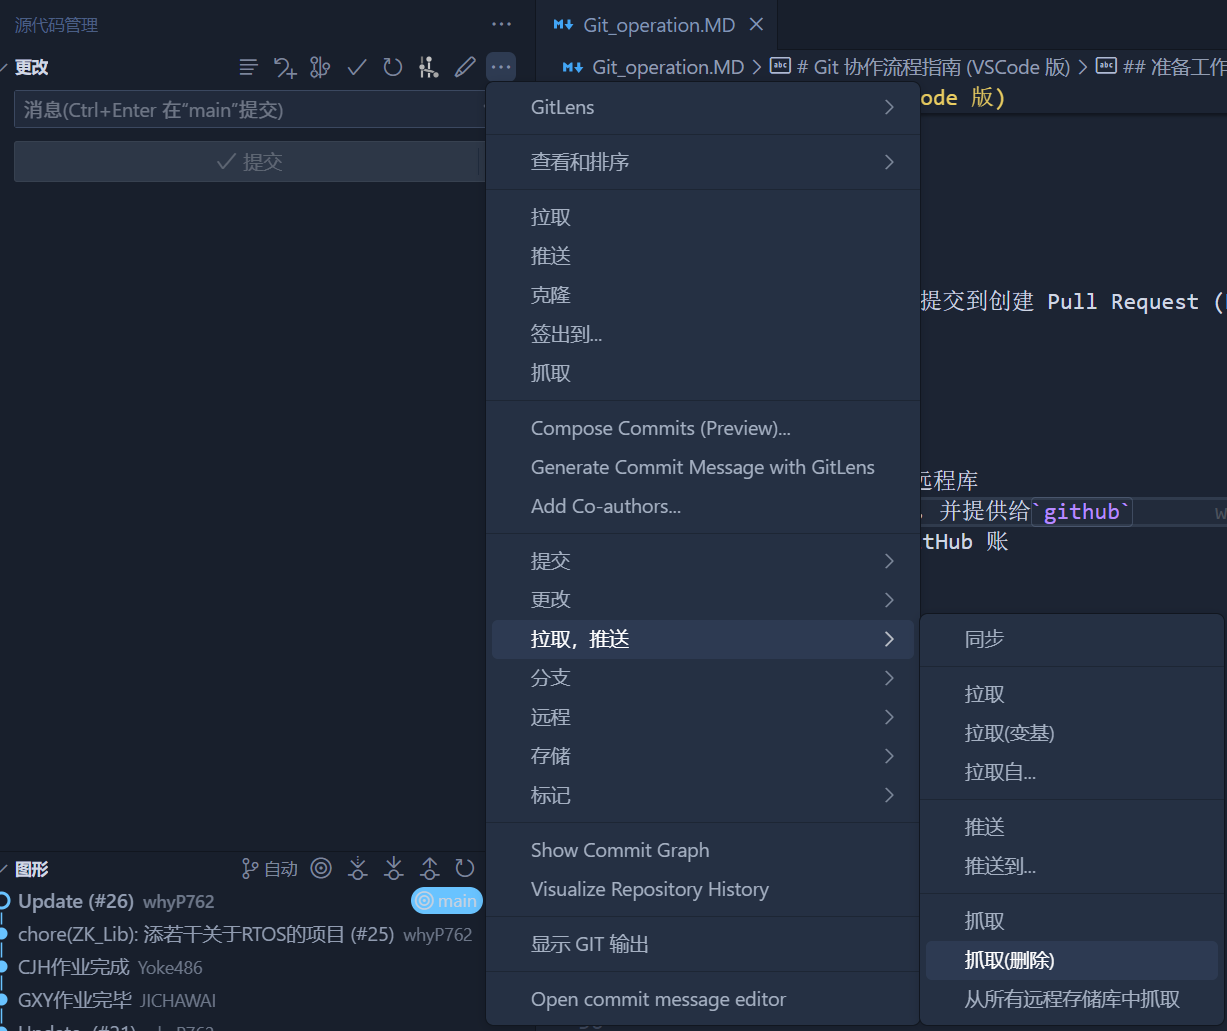 源代码管理
Git_operation.MD
更改
Git_operation.MD
# Git 协作流程指南 (VSCode 版)
## 准备工作
消息(Ctrl+Enter 在“main”提交)
提交
ode 版)
提交到创建 Pull Request (
远程库
并提供给`github`
tHub 账
GitLens
查看和排序
拉取
推送
克隆
签出到...
抓取
Compose Commits (Preview)...
Generate Commit Message with GitLens
Add Co-authors...
提交
更改
拉取，推送
分支
远程
存储
标记
Show Commit Graph
Visualize Repository History
显示 GIT 输出
Open commit message editor
同步
拉取
拉取(变基)
拉取自...
推送
推送到...
抓取
抓取(删除)
从所有远程存储库中抓取
图形
自动
Update (#26) whyP762 main
chore(ZK_Lib): 添若干关于RTOS的项目 (#25) whyP762
CJH作业完成 Yoke486
GXY作业完毕 JICHAWAI